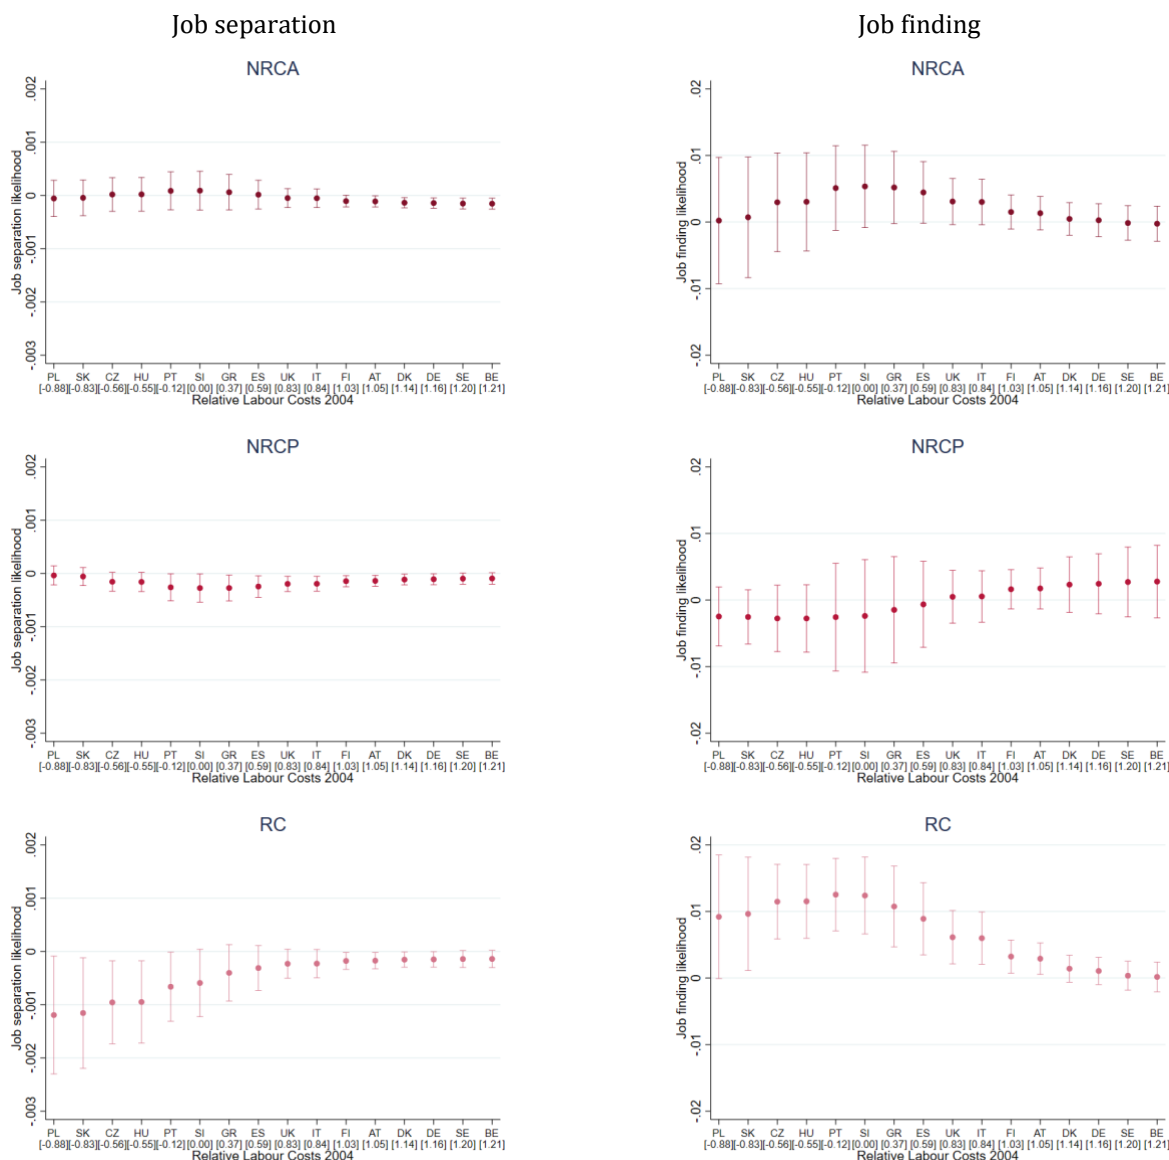 Job separation
Job finding
NRCA
Job separation likelihood
.002
.001
0
-.001
-.002
-.003
PL SK CZ HU PT SI GR ES UK IT FI AT DK DE SE BE
[-0.88][-0.83][-0.56][-0.55][-0.12] [0.00] [0.37] [0.59] [0.83] [0.84] [1.03] [1.05] [1.14] [1.16] [1.20] [1.21]
Relative Labour Costs 2004
NRCA
Job finding likelihood
.02
.01
0
-.01
-.02
PL SK CZ HU PT SI GR ES UK IT FI AT DK DE SE BE
[-0.88][-0.83][-0.56][-0.55][-0.12] [0.00] [0.37] [0.59] [0.83] [0.84] [1.03] [1.05] [1.14] [1.16] [1.20] [1.21]
Relative Labour Costs 2004
NRCP
Job separation likelihood
.002
.001
0
-.001
-.002
-.003
PL SK CZ HU PT SI GR ES UK IT FI AT DK DE SE BE
[-0.88][-0.83][-0.56][-0.55][-0.12] [0.00] [0.37] [0.59] [0.83] [0.84] [1.03] [1.05] [1.14] [1.16] [1.20] [1.21]
Relative Labour Costs 2004
NRCP
Job finding likelihood
.02
.01
0
-.01
-.02
PL SK CZ HU PT SI GR ES UK IT FI AT DK DE SE BE
[-0.88][-0.83][-0.56][-0.55][-0.12] [0.00] [0.37] [0.59] [0.83] [0.84] [1.03] [1.05] [1.14] [1.16] [1.20] [1.21]
Relative Labour Costs 2004
RC
Job separation likelihood
.002
.001
0
-.001
-.002
-.003
PL SK CZ HU PT SI GR ES UK IT FI AT DK DE SE BE
[-0.88][-0.83][-0.56][-0.55][-0.12] [0.00] [0.37] [0.59] [0.83] [0.84] [1.03] [1.05] [1.14] [1.16] [1.20] [1.21]
Relative Labour Costs 2004
RC
Job finding likelihood
.02
.01
0
-.01
-.02
PL SK CZ HU PT SI GR ES UK IT FI AT DK DE SE BE
[-0.88][-0.83][-0.56][-0.55][-0.12] [0.00] [0.37] [0.59] [0.83] [0.84] [1.03] [1.05] [1.14] [1.16] [1.20] [1.21]
Relative Labour Costs 2004